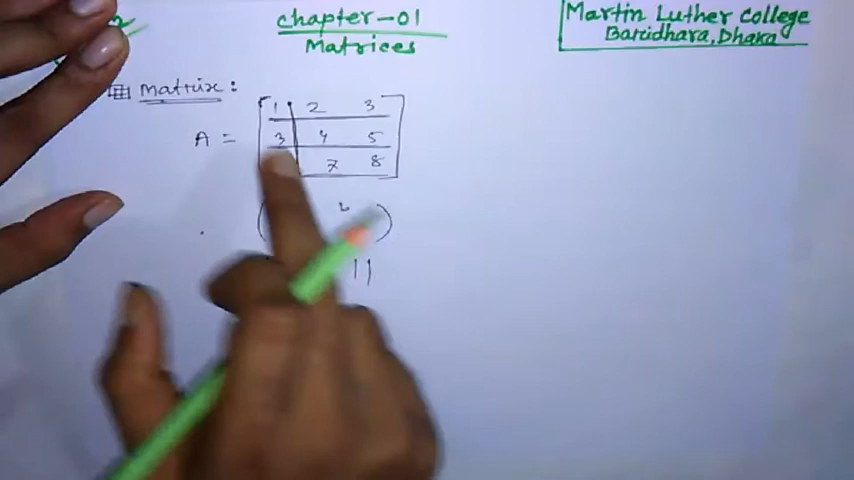 chapter-01
Matrices
Martin Luther College
Baridhara, Dhaka
Matrix:
A =
1 2 3
3 4 5
7 8